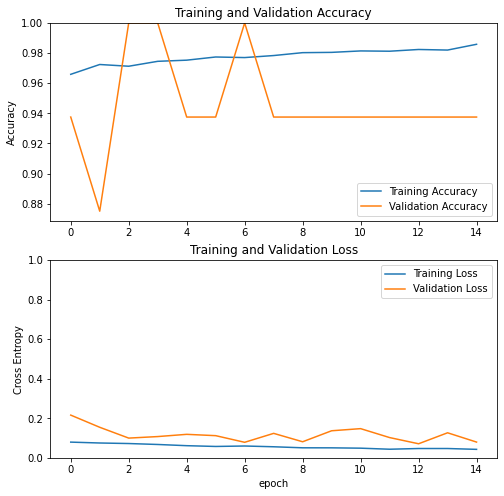 Training and Validation Accuracy
1.00
0.98
0.96
0.94
0.92
0.90
0.88
Accuracy
Training Accuracy
Validation Accuracy
0 2 4 6 8 10 12 14
Training and Validation Loss
1.0
0.8
0.6
0.4
0.2
0.0
Cross Entropy
Training Loss
Validation Loss
0 2 4 6 8 10 12 14
epoch